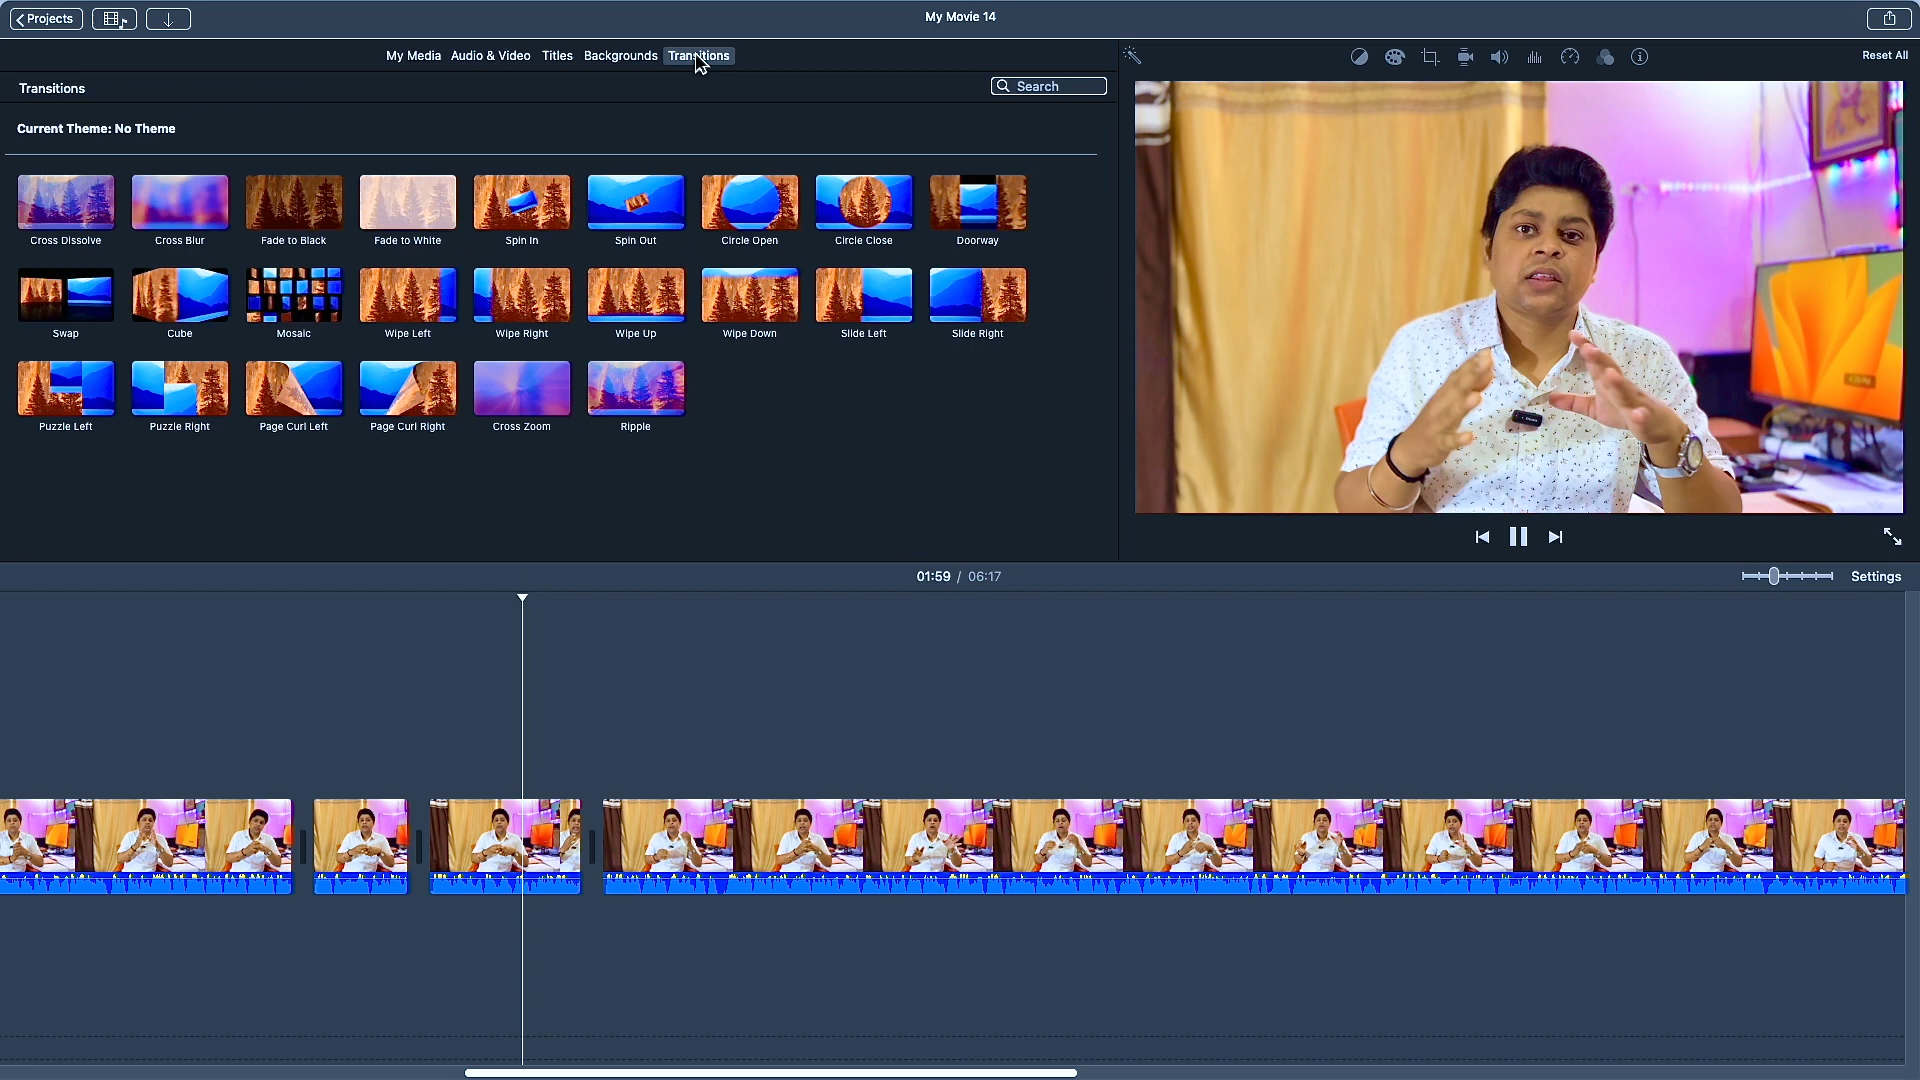 Projects
My Movie 14
My Media Audio & Video Titles Backgrounds Transitions
Reset All
Transitions
Search
Current Theme: No Theme
Cross Dissolve Cross Blur Fade to Black Fade to White Spin In Spin Out Circle Open Circle Close Doorway
Swap Cube Mosaic Wipe Left Wipe Right Wipe Up Wipe Down Slide Left Slide Right
Puzzle Left Puzzle Right Page Curl Left Page Curl Right Cross Zoom Ripple
01:59 / 06:17
Settings